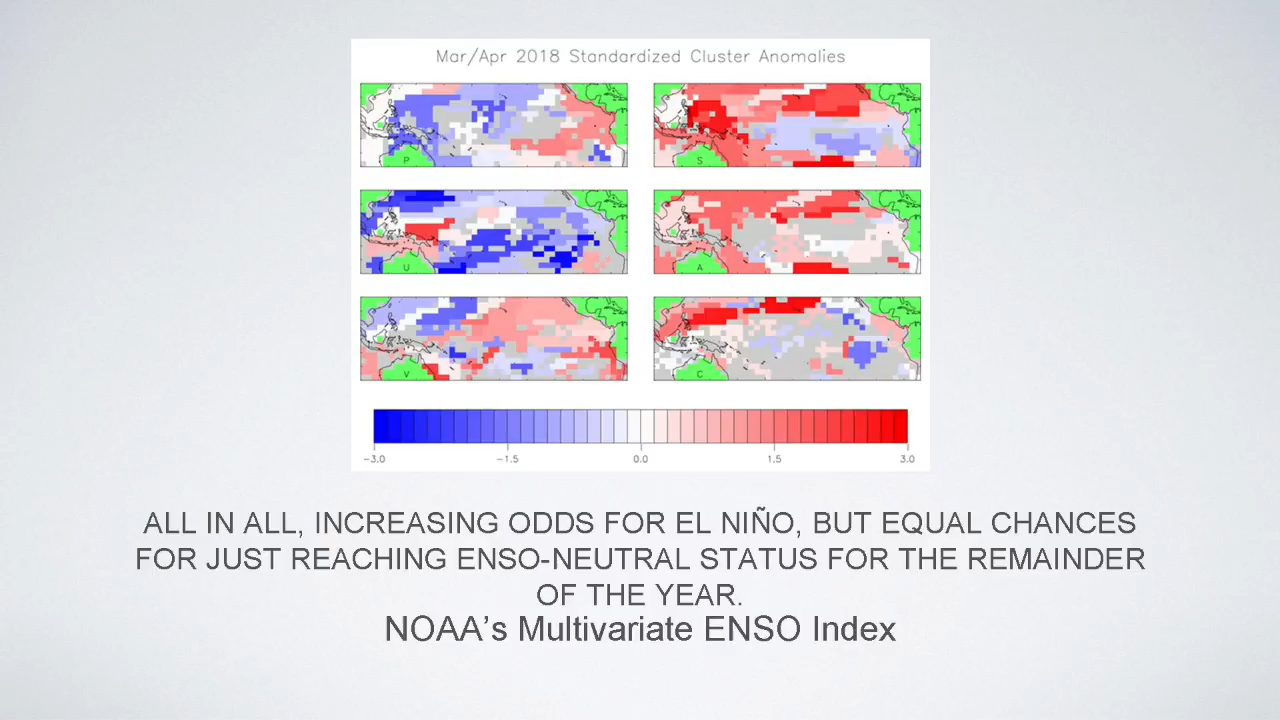 Mar/Apr 2018 Standardized Cluster Anomalies
P
S
U
A
V
C
−3.0 −1.5 0.0 1.5 3.0
ALL IN ALL, INCREASING ODDS FOR EL NIÑO, BUT EQUAL CHANCES
FOR JUST REACHING ENSO-NEUTRAL STATUS FOR THE REMAINDER
OF THE YEAR.
NOAA’s Multivariate ENSO Index